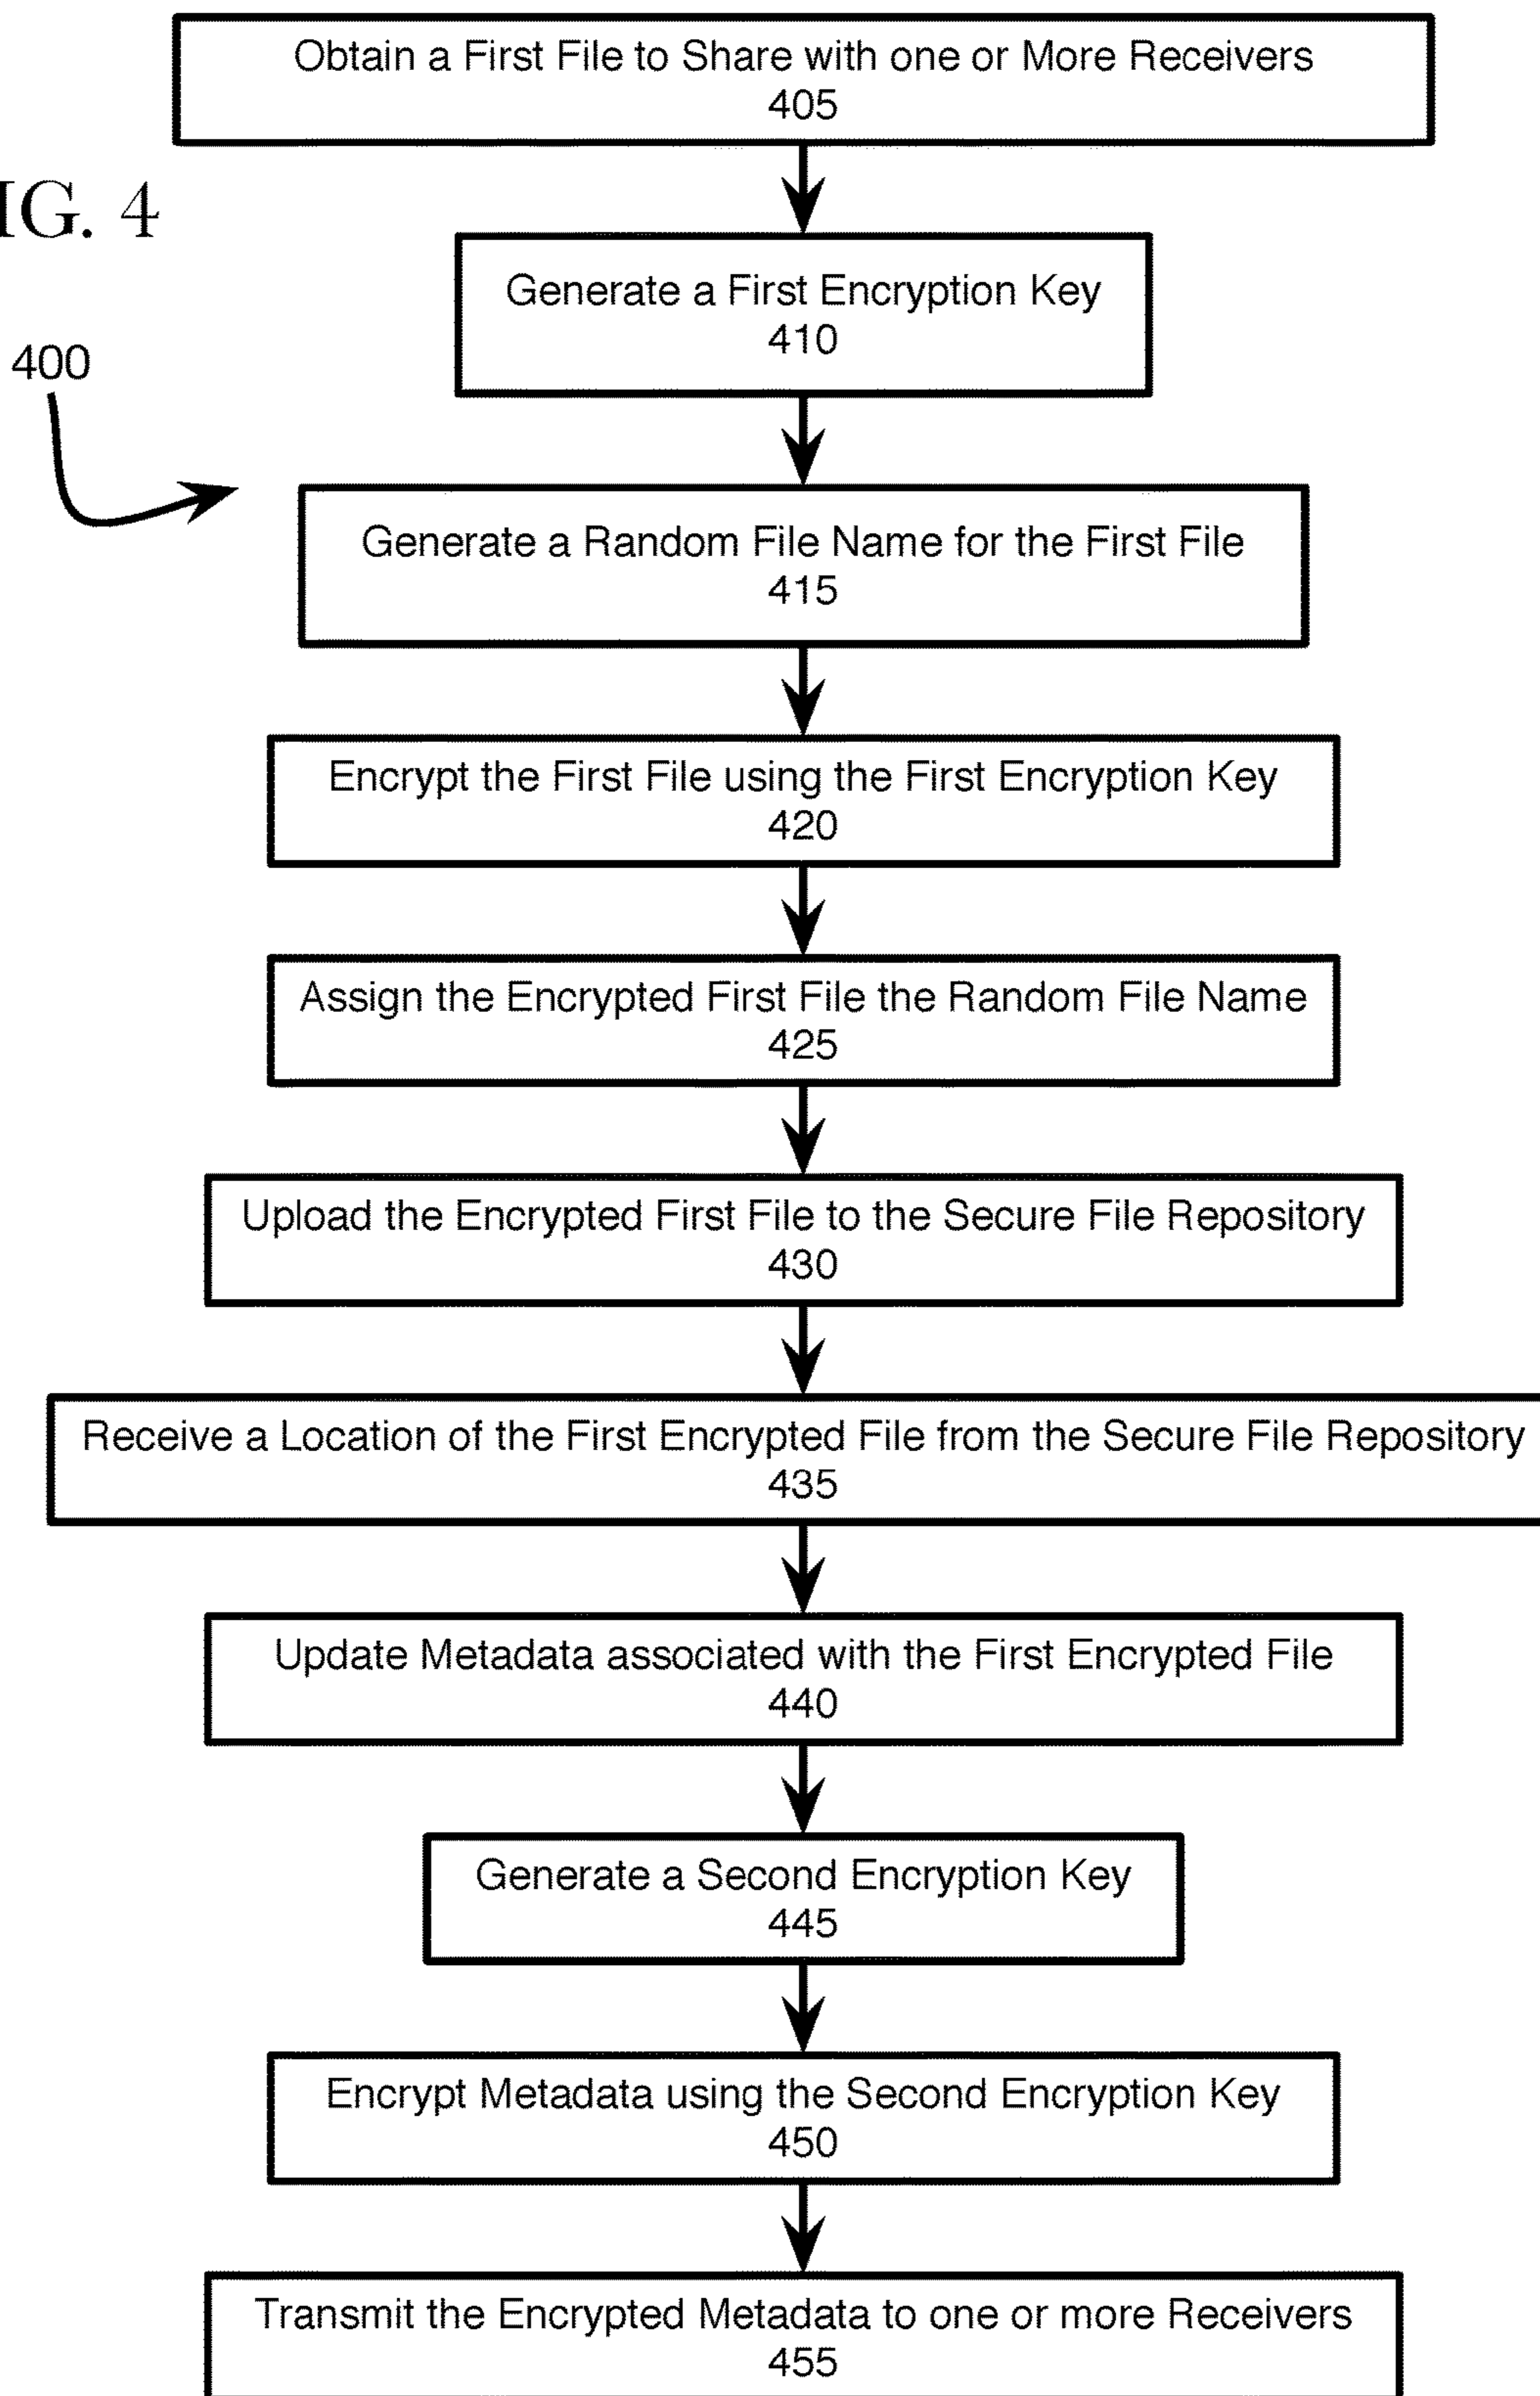 Obtain a First File to Share with one or More Receivers
405
IG. 4
Generate a First Encryption Key
410
400
Generate a Random File Name for the First File
415
Encrypt the First File using the First Encryption Key
420
Assign the Encrypted First File the Random File Name
425
Upload the Encrypted First File to the Secure File Repository
430
Receive a Location of the First Encrypted File from the Secure File Repository
435
Update Metadata associated with the First Encrypted File
440
Generate a Second Encryption Key
445
Encrypt Metadata using the Second Encryption Key
450
Transmit the Encrypted Metadata to one or more Receivers
455